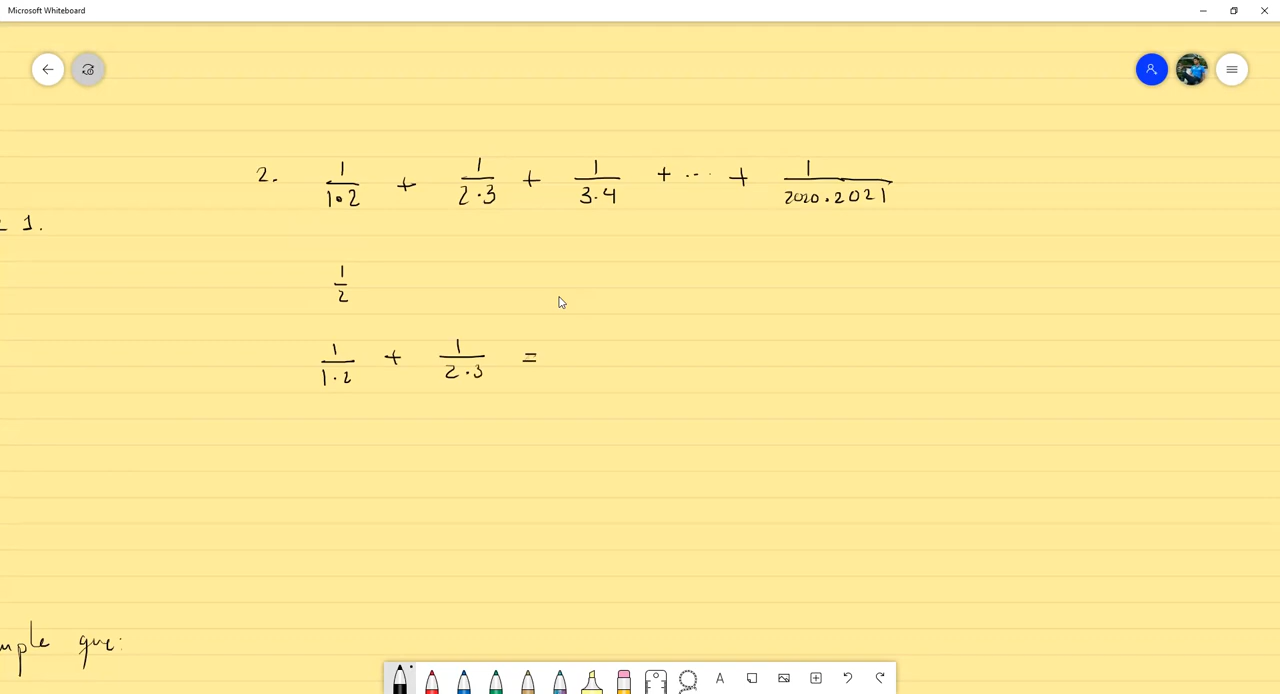 Microsoft Whiteboard
2. 1/1·2 + 1/2·3 + 1/3·4 + ··· + 1/2020·2021
1.
1/2
1/1·2 + 1/2·3 =
que:
A